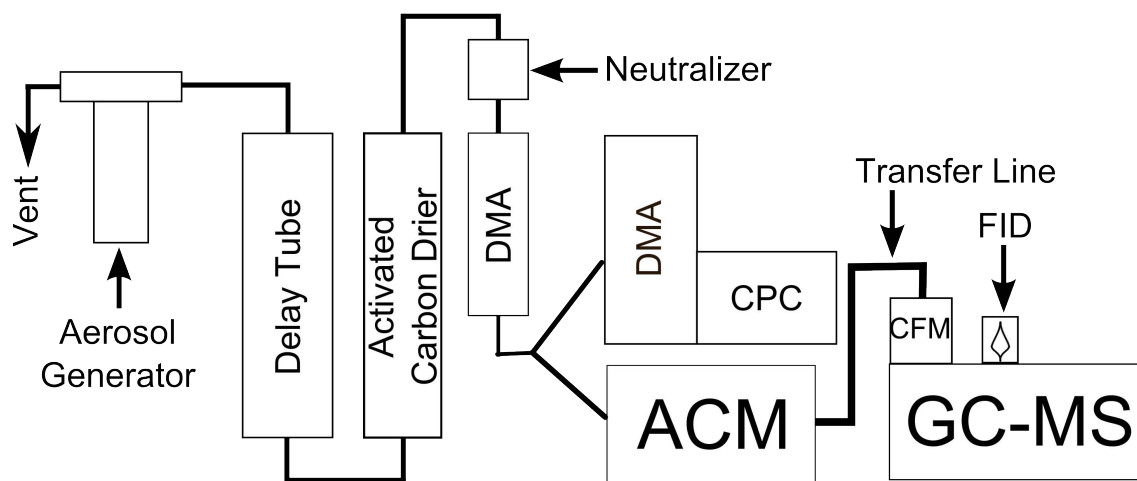 Vent
Aerosol
Generator
Delay Tube
Activated
Carbon Drier
Neutralizer
DMA
DMA
CPC
ACM
Transfer Line
CFM
FID
GC-MS